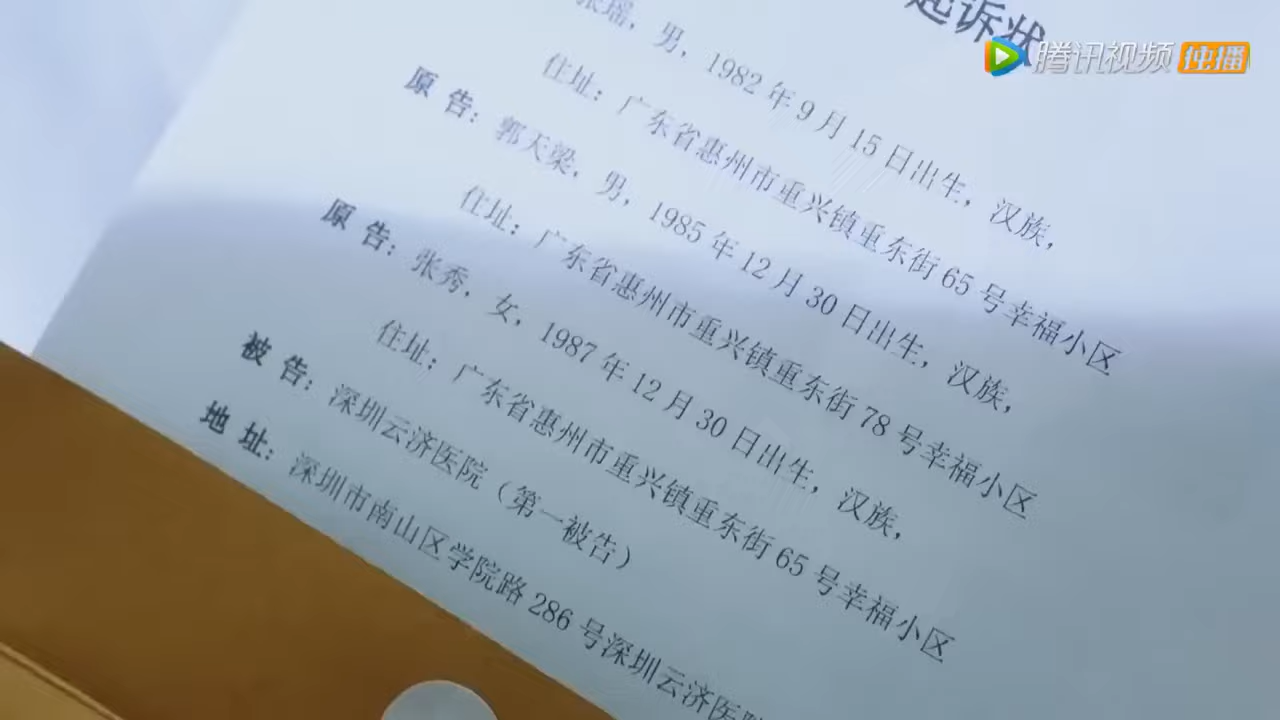 起诉状
腾讯视频 独播
张瑶，男，1982年9月15日出生，汉族，
住址：广东省惠州市重兴镇重东街65号幸福小区
原告：郭天梁，男，1985年12月30日出生，汉族，
住址：广东省惠州市重兴镇重东街78号幸福小区
原告：张秀，女，1987年12月30日出生，汉族，
住址：广东省惠州市重兴镇重东街65号幸福小区
被告：深圳云济医院（第一被告）
地址：深圳市南山区学院路286号深圳云济医院